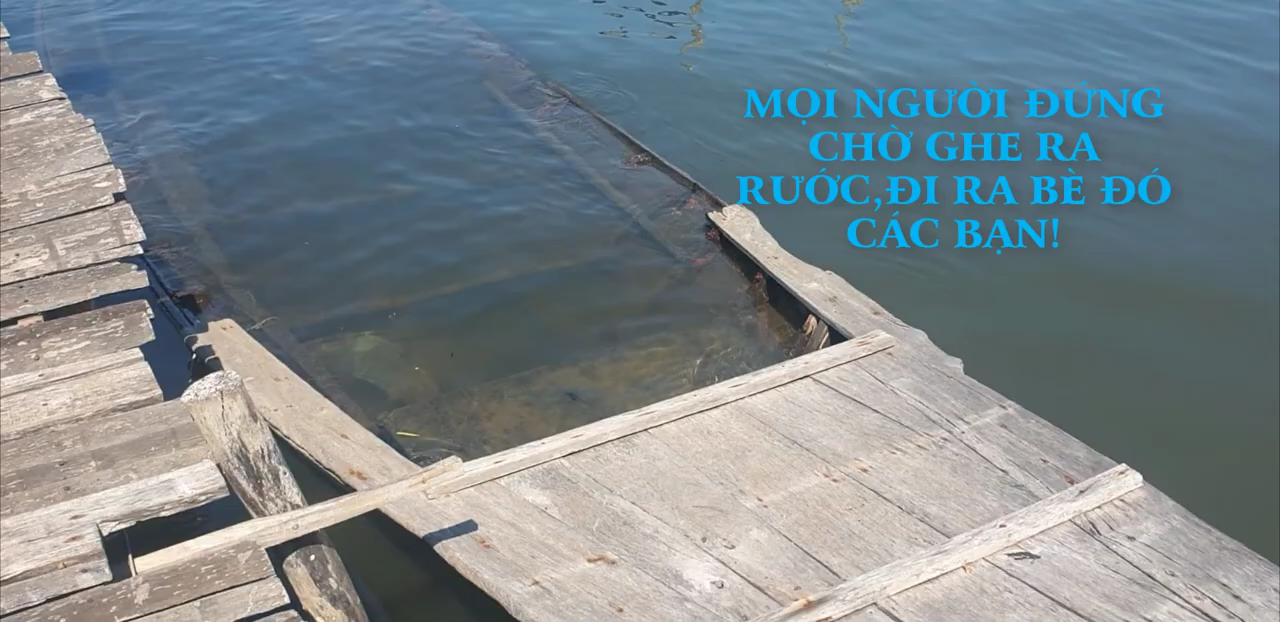 MỌI NGƯỜI ĐỨNG
CHỜ GHE RA
RƯỚC,ĐI RA BÈ ĐÓ
CÁC BẠN!